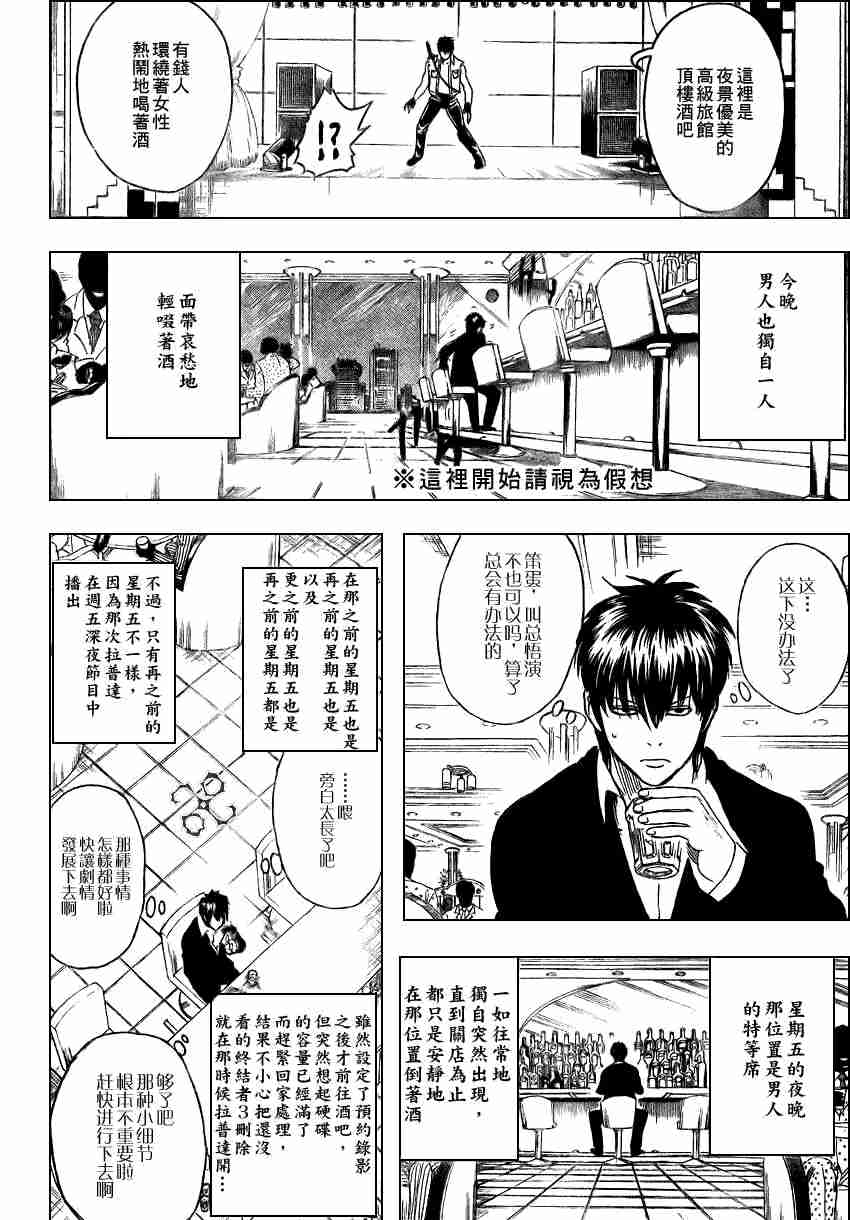 這裡是
夜景優美的
高級旅館
頂樓酒吧
!?
有錢人
環繞著女性
熱鬧地喝著酒
今晚
男人也獨自一人
面帶哀愁地
輕啜著酒
※這裡開始請視為假想
这…
这下没办法了
笨蛋，叫总悟演
不也可以吗，算了
总会有办法的
星期五的夜晚
那位置是男人
的特等席
一如往常地
獨自突然出現，
直到關店為止
都只是安靜地
在那位置倒著酒
在那之前的星期五也是
再之前的星期五也是
以及
更之前的星期五也是
再之前的星期五都是
不過，只有再之前的
星期五不一樣，
因為那次拉普達
在週五深夜節目中
播出
……喂
旁白太長了吧
那種事情
怎樣都好啦
快讓劇情
發展下去啊
雖然設定了預約錄影
之後才前往酒吧，
但突然想起硬碟
的容量已經滿了
而趕緊回家處理，
結果不小心把還沒
看的終結者3刪除
就在那時候拉普達開…
够了吧
那种小细节
根本不重要啦
赶快进行下去啊